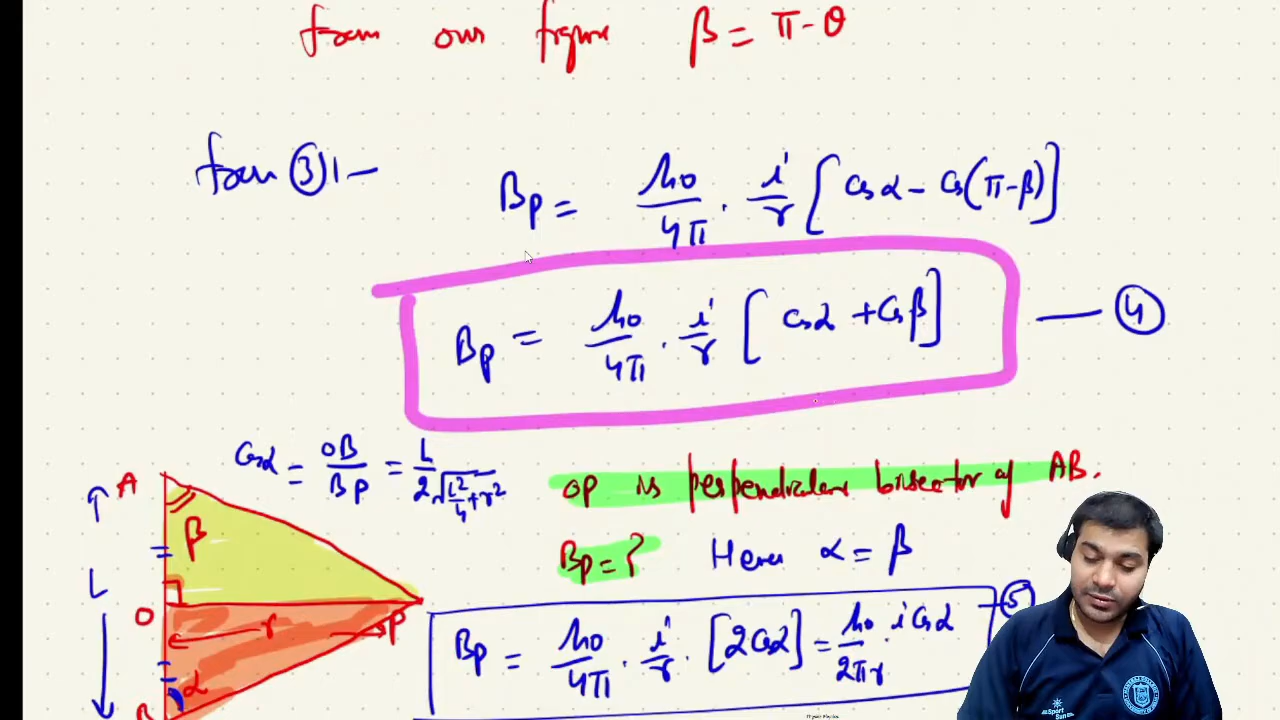 from our figure β = π - θ
from ③ :-
Bp = μ0/4π · i/r [cos α - cos(π-β)]
Bp = μ0/4π · i/r [cos α + cos β] — ④
cos α = OB/BP = L/2√(L²/4 + r²)
OP is perpendicular bisector of AB.
Bp = ? Here α = β
Bp = μ0/4π · i/r · [2 cos α] = μ0/2πr · i cos α — ⑤
A
β
L
O
r
P
α
B